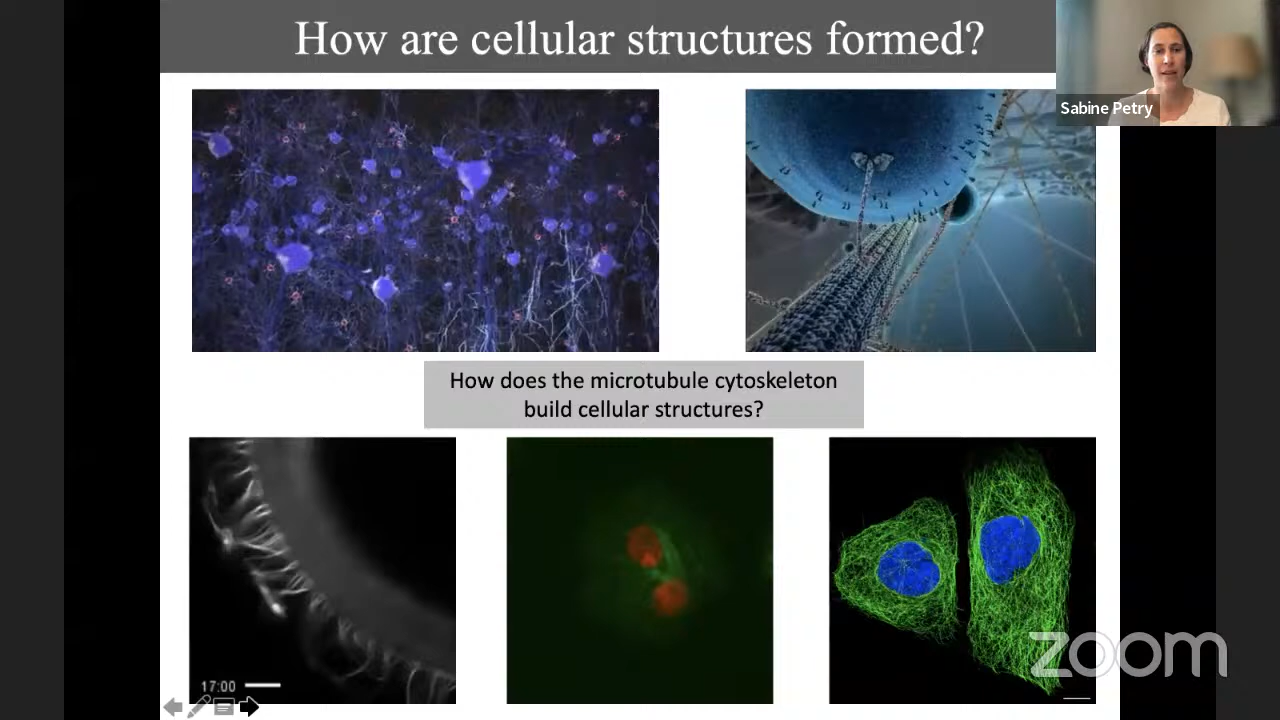 How are cellular structures formed?
Sabine Petry
How does the microtubule cytoskeleton
build cellular structures?
17:00
zoom